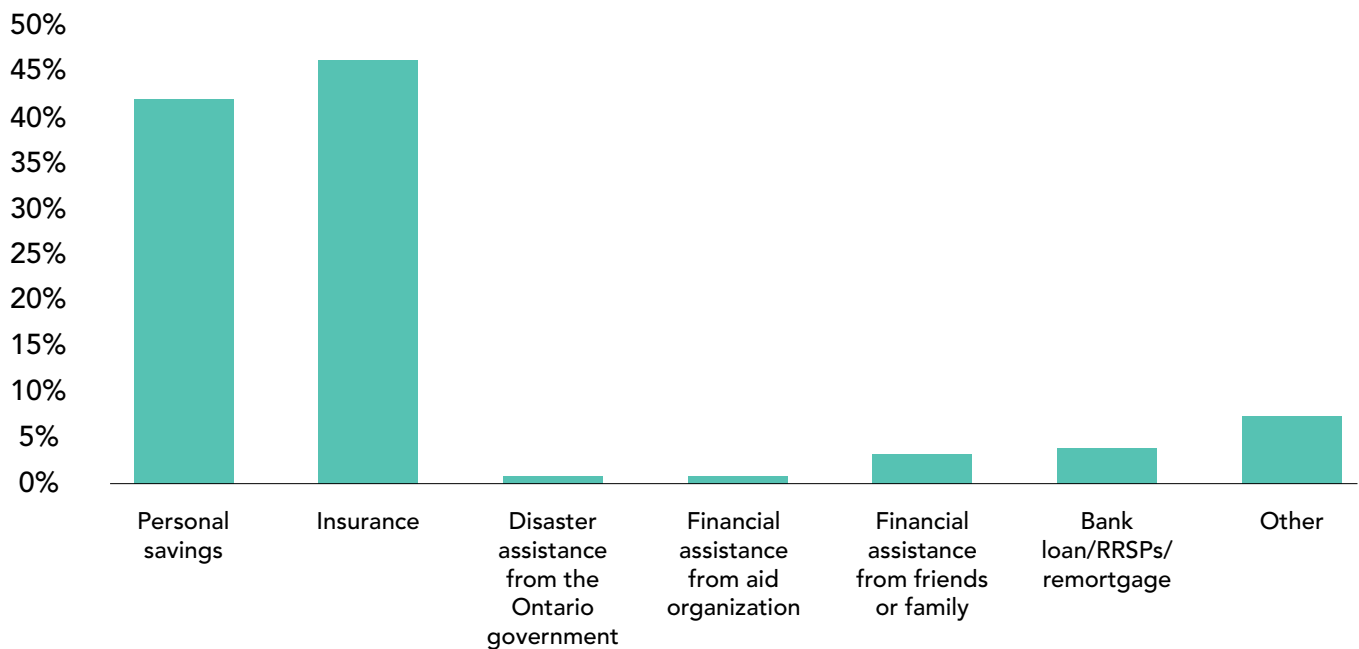 50%
45%
40%
35%
30%
25%
20%
15%
10%
5%
0%
Personal
savings
Insurance
Disaster
assistance
from the
Ontario
government
Financial
assistance
from aid
organization
Financial
assistance
from friends
or family
Bank
loan/RRSPs/
remortgage
Other